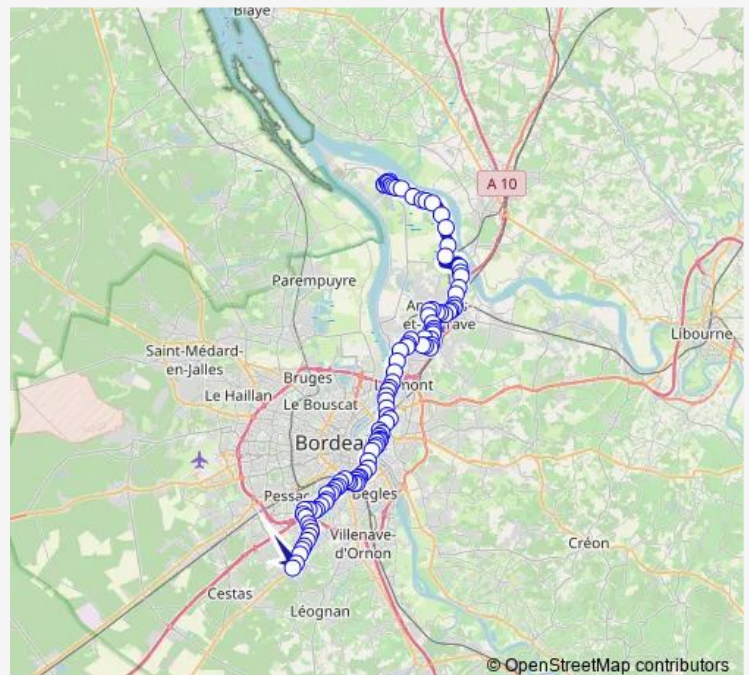 Blaye
A 10
Parempuyre
Saint-Médard-
en-Jalles
Libourne
Bruges
Le Haillan
Le Bouscat
Bordea
Pessac
Bègles
Villenave-
d'Ornon
Créon
Cestas
Léognan
© OpenStreetMap contributors